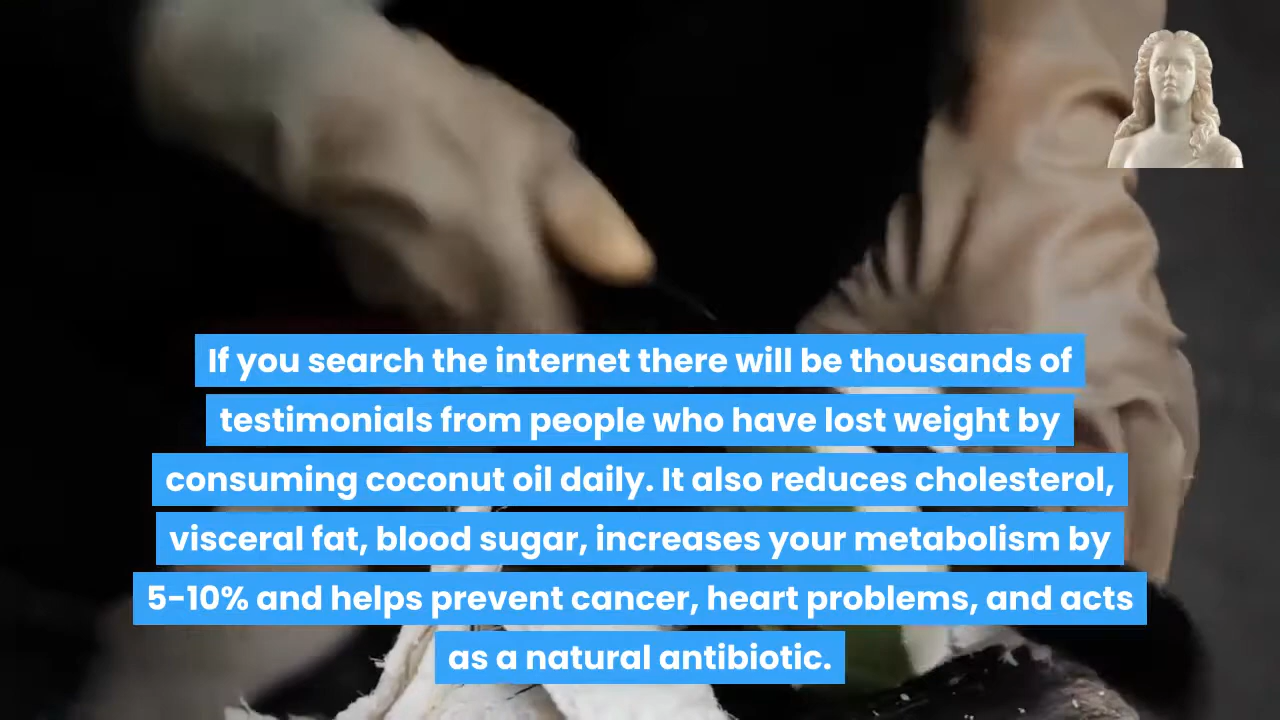 If you search the internet there will be thousands of
testimonials from people who have lost weight by
consuming coconut oil daily. It also reduces cholesterol,
visceral fat, blood sugar, increases your metabolism by
5-10% and helps prevent cancer, heart problems, and acts
as a natural antibiotic.